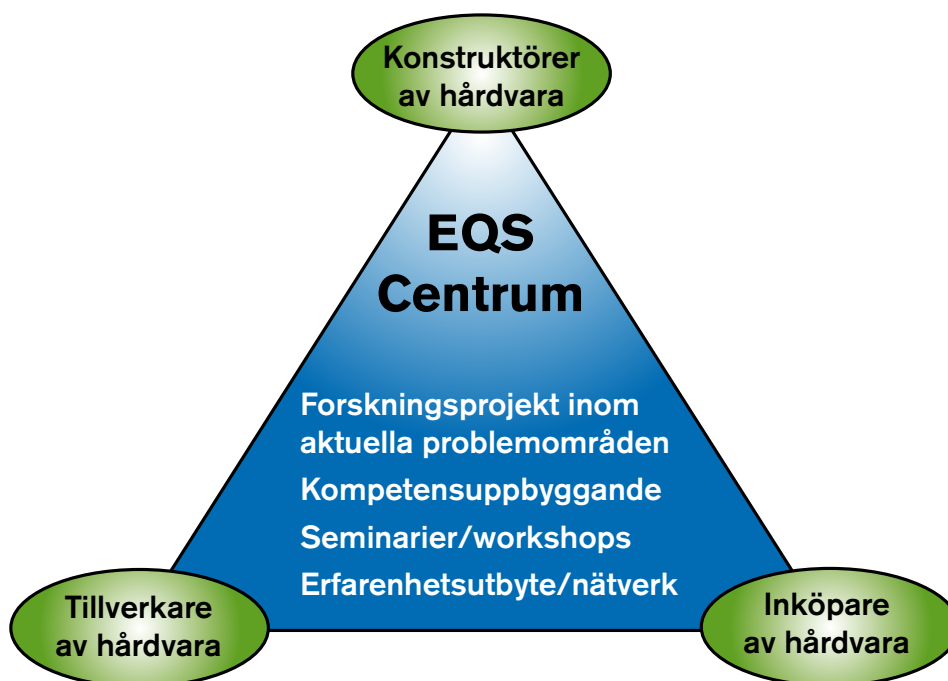 Konstruktörer
av hårdvara
EQS
Centrum
Forskningsprojekt inom
aktuella problemområden
Kompetensuppbyggande
Seminarier/workshops
Erfarenhetsutbyte/nätverk
Tillverkare
av hårdvara
Inköpare
av hårdvara